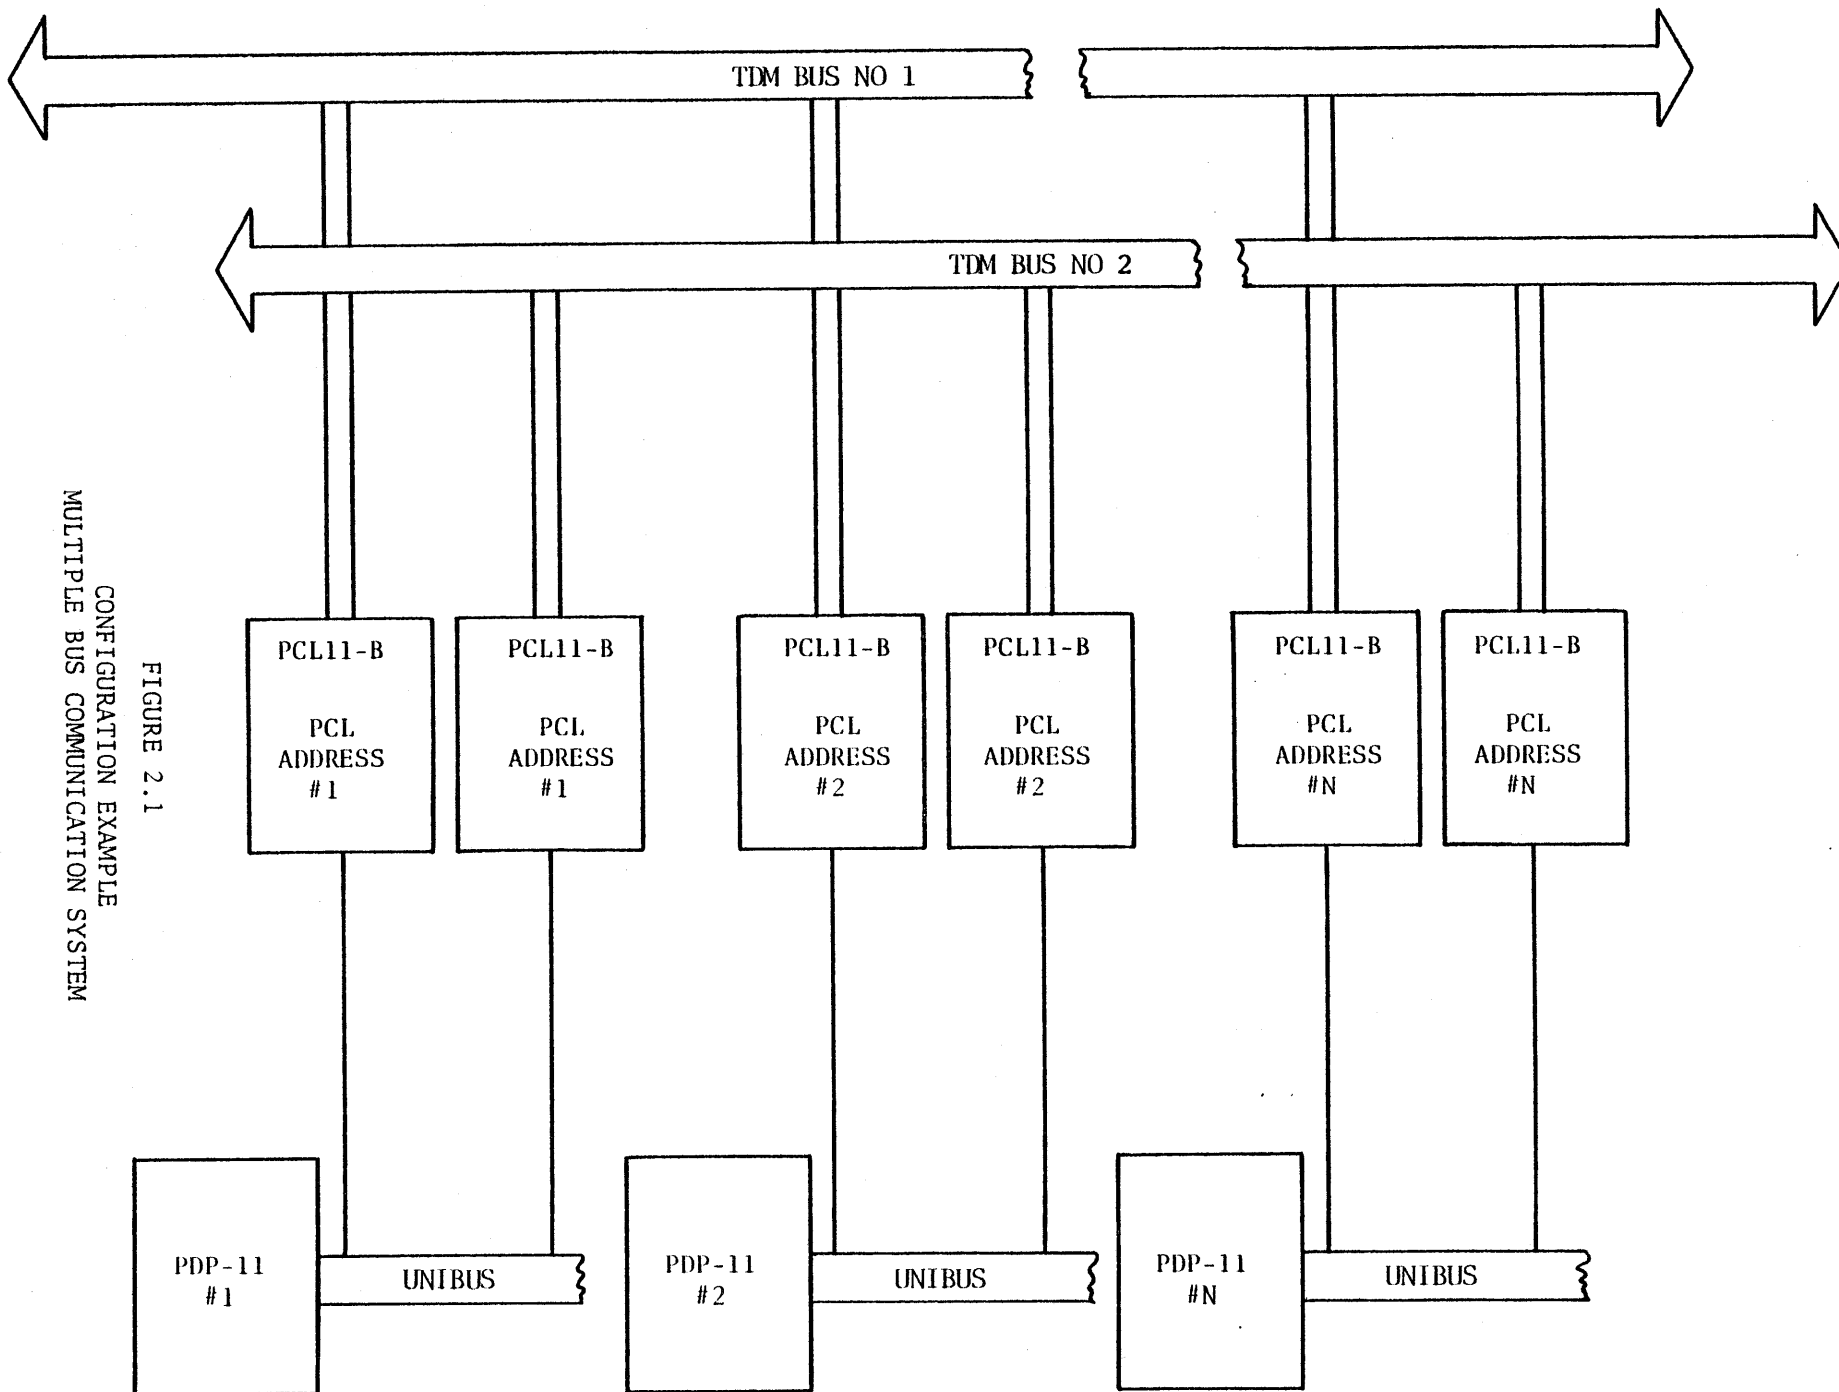 TDM BUS NO 1
TDM BUS NO 2
PCL11-B
PCL
ADDRESS
#1
PCL11-B
PCL
ADDRESS
#1
PCL11-B
PCL
ADDRESS
#2
PCL11-B
PCL
ADDRESS
#2
PCL11-B
PCL
ADDRESS
#N
PCL11-B
PCL
ADDRESS
#N
PDP-11
#1
UNIBUS
PDP-11
#2
UNIBUS
PDP-11
#N
UNIBUS
FIGURE 2.1
CONFIGURATION EXAMPLE
MULTIPLE BUS COMMUNICATION SYSTEM